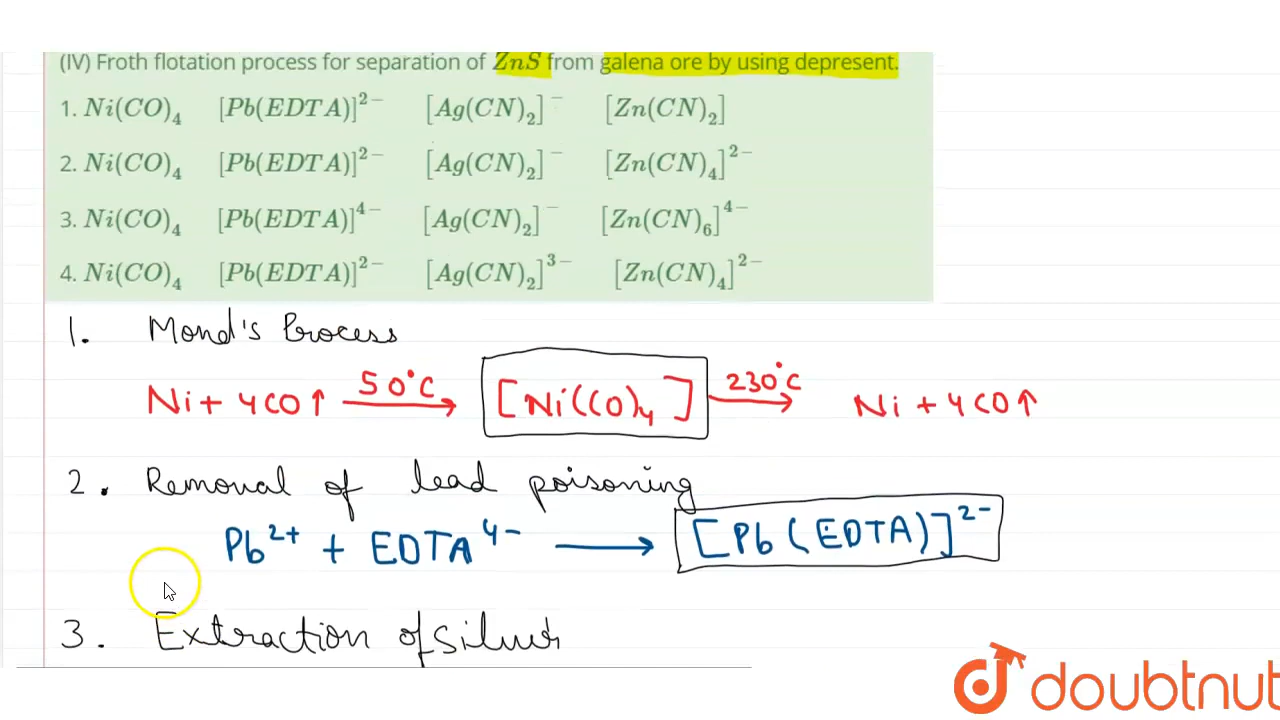 (IV) Froth flotation process for separation of ZnS from galena ore by using depresent.
1. Ni(CO)₄ [Pb(EDTA)]²⁻ [Ag(CN)₂]⁻ [Zn(CN)₂]
2. Ni(CO)₄ [Pb(EDTA)]²⁻ [Ag(CN)₂]⁻ [Zn(CN)₄]²⁻
3. Ni(CO)₄ [Pb(EDTA)]⁴⁻ [Ag(CN)₂]⁻ [Zn(CN)₆]⁴⁻
4. Ni(CO)₄ [Pb(EDTA)]²⁻ [Ag(CN)₂]³⁻ [Zn(CN)₄]²⁻
1. Mond's Process
Ni + 4CO↑ 50°C → [Ni(CO)₄] 230°C → Ni + 4CO↑
2. Removal of lead poisoning
Pb²⁺ + EDTA⁴⁻ → [Pb(EDTA)]²⁻
3. Extraction of Silver
doubtnut